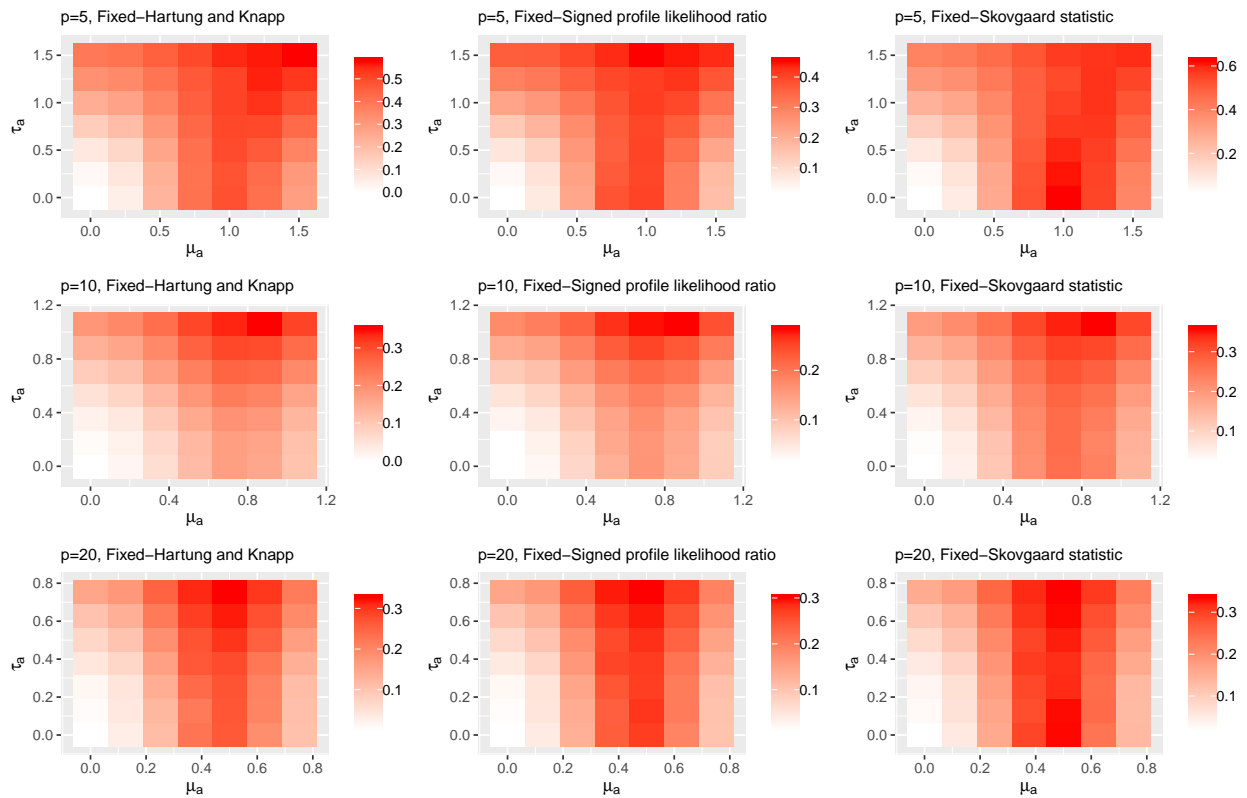 p=5, Fixed−Hartung and Knapp
p=5, Fixed−Signed profile likelihood ratio
p=5, Fixed−Skovgaard statistic
1.5
1.0
0.5
0.0
τa
0.0 0.5 1.0 1.5
μa
0.5
0.4
0.3
0.2
0.1
0.0
1.5
1.0
0.5
0.0
τa
0.0 0.5 1.0 1.5
μa
0.4
0.3
0.2
0.1
1.5
1.0
0.5
0.0
τa
0.0 0.5 1.0 1.5
μa
0.6
0.4
0.2
p=10, Fixed−Hartung and Knapp
p=10, Fixed−Signed profile likelihood ratio
p=10, Fixed−Skovgaard statistic
1.2
0.8
0.4
0.0
τa
0.0 0.4 0.8 1.2
μa
0.3
0.2
0.1
0.0
1.2
0.8
0.4
0.0
τa
0.0 0.4 0.8 1.2
μa
0.2
0.1
1.2
0.8
0.4
0.0
τa
0.0 0.4 0.8 1.2
μa
0.3
0.2
0.1
p=20, Fixed−Hartung and Knapp
p=20, Fixed−Signed profile likelihood ratio
p=20, Fixed−Skovgaard statistic
0.8
0.6
0.4
0.2
0.0
τa
0.0 0.2 0.4 0.6 0.8
μa
0.3
0.2
0.1
0.8
0.6
0.4
0.2
0.0
τa
0.0 0.2 0.4 0.6 0.8
μa
0.3
0.2
0.1
0.8
0.6
0.4
0.2
0.0
τa
0.0 0.2 0.4 0.6 0.8
μa
0.3
0.2
0.1